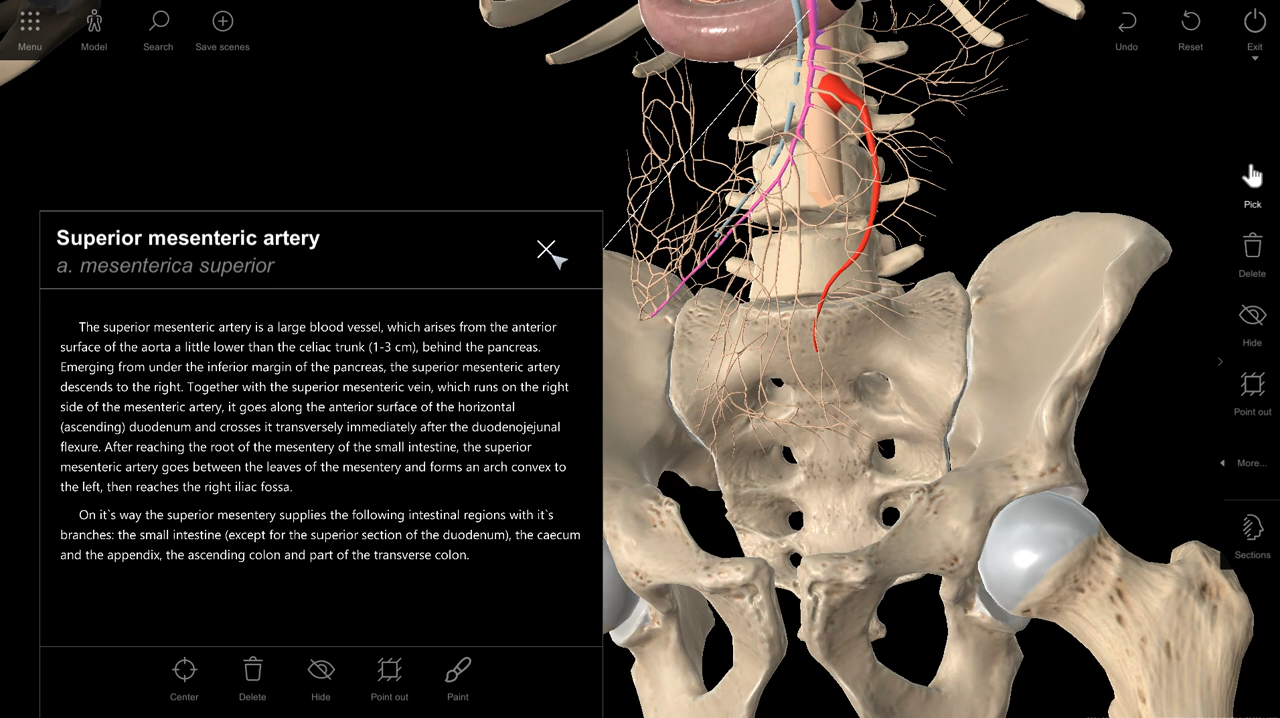 Menu
Model
Search
Save scenes
Undo
Reset
Exit
Pick
Delete
Hide
Point out
More...
Sections
Superior mesenteric artery
a. mesenterica superior
The superior mesenteric artery is a large blood vessel, which arises from the anterior
surface of the aorta a little lower than the celiac trunk (1-3 cm), behind the pancreas.
Emerging from under the inferior margin of the pancreas, the superior mesenteric artery
descends to the right. Together with the superior mesenteric vein, which runs on the right
side of the mesenteric artery, it goes along the anterior surface of the horizontal
(ascending) duodenum and crosses it transversely immediately after the duodenojejunal
flexure. After reaching the root of the mesentery of the small intestine, the superior
mesenteric artery goes between the leaves of the mesentery and forms an arch convex to
the left, then reaches the right iliac fossa.
On it`s way the superior mesentery supplies the following intestinal regions with it`s
branches: the small intestine (except for the superior section of the duodenum), the caecum
and the appendix, the ascending colon and part of the transverse colon.
Center
Delete
Hide
Point out
Paint